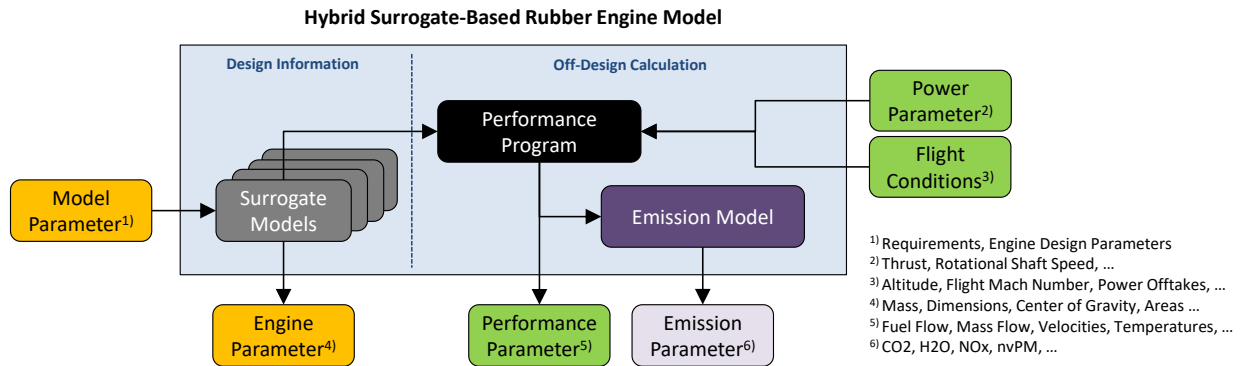 Hybrid Surrogate-Based Rubber Engine Model
Design Information
Off-Design Calculation
Power
Parameter2)
Performance
Program
Flight
Conditions3)
Model
Parameter1)
Surrogate
Models
Emission Model
1) Requirements, Engine Design Parameters
2) Thrust, Rotational Shaft Speed, ...
3) Altitude, Flight Mach Number, Power Offtakes, ...
4) Mass, Dimensions, Center of Gravity, Areas ...
5) Fuel Flow, Mass Flow, Velocities, Temperatures, ...
6) CO2, H2O, NOx, nvPM, ...
Engine
Parameter4)
Performance
Parameter5)
Emission
Parameter6)